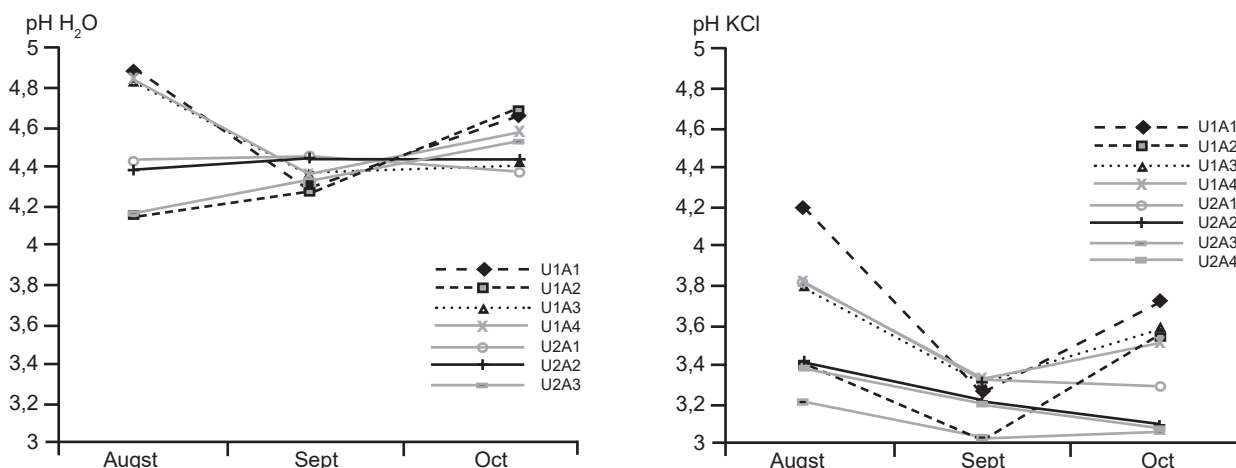 pH H₂O
5
4,8
4,6
4,4
4,2
4
3,8
3,6
3,4
3,2
3
Augst Sept Oct
U1A1
U1A2
U1A3
U1A4
U2A1
U2A2
U2A3
pH KCl
5
4,8
4,6
4,4
4,2
4
3,8
3,6
3,4
3,2
3
Augst Sept Oct
U1A1
U1A2
U1A3
U1A4
U2A1
U2A2
U2A3
U2A4